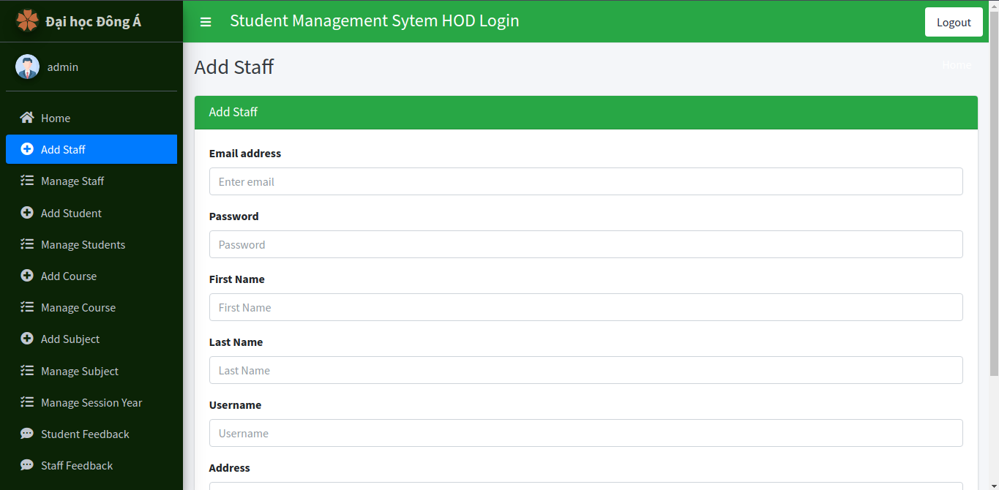 Đại học Đông Á
Student Management Sytem HOD Login
Logout
admin
Add Staff
Home
Home
Add Staff
Manage Staff
Add Student
Manage Students
Add Course
Manage Course
Add Subject
Manage Subject
Manage Session Year
Student Feedback
Staff Feedback
Add Staff
Email address
Enter email
Password
Password
First Name
First Name
Last Name
Last Name
Username
Username
Address